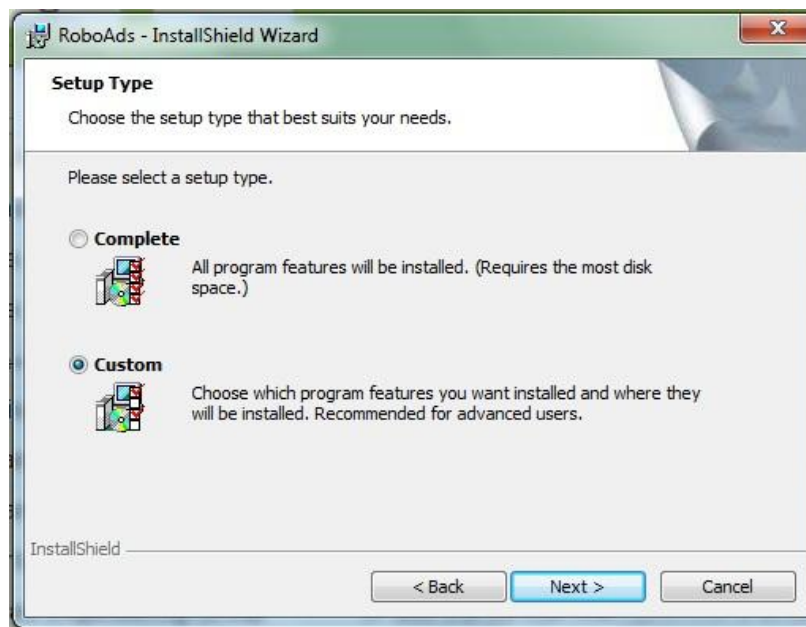 RoboAds - InstallShield Wizard
Setup Type
Choose the setup type that best suits your needs.
Please select a setup type.
Complete
All program features will be installed. (Requires the most disk
space.)
Custom
Choose which program features you want installed and where they
will be installed. Recommended for advanced users.
InstallShield
< Back
Next >
Cancel